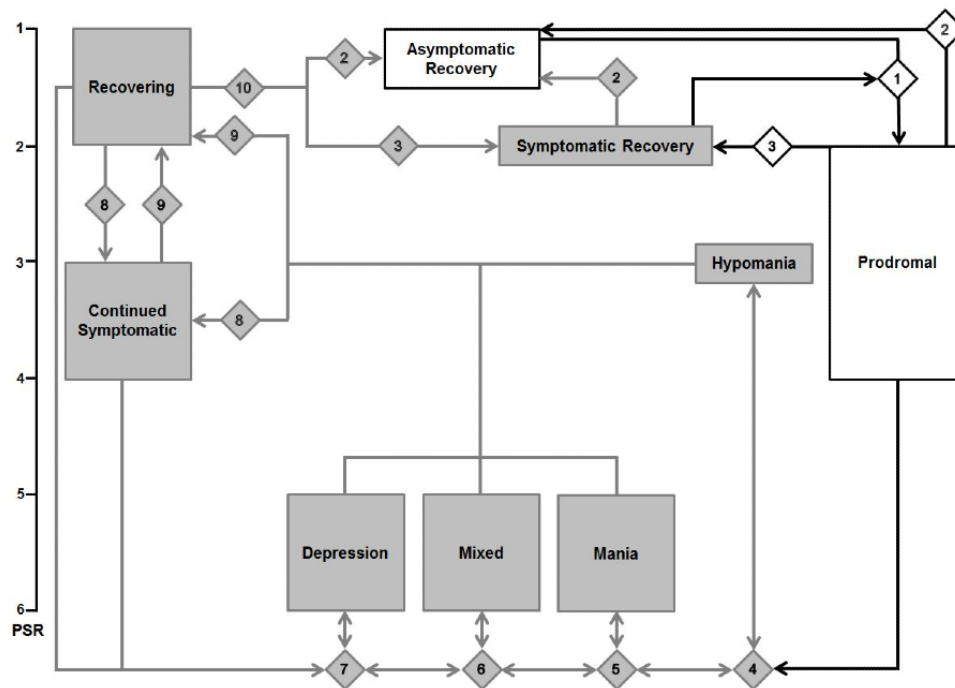 1
2
Asymptomatic
Recovery
2
2
1
Recovering
10
9
3
Symptomatic Recovery
3
2
8
9
3
Hypomania
Prodromal
Continued
Symptomatic
8
4
5
Depression
Mixed
Mania
6
PSR
7
6
5
4